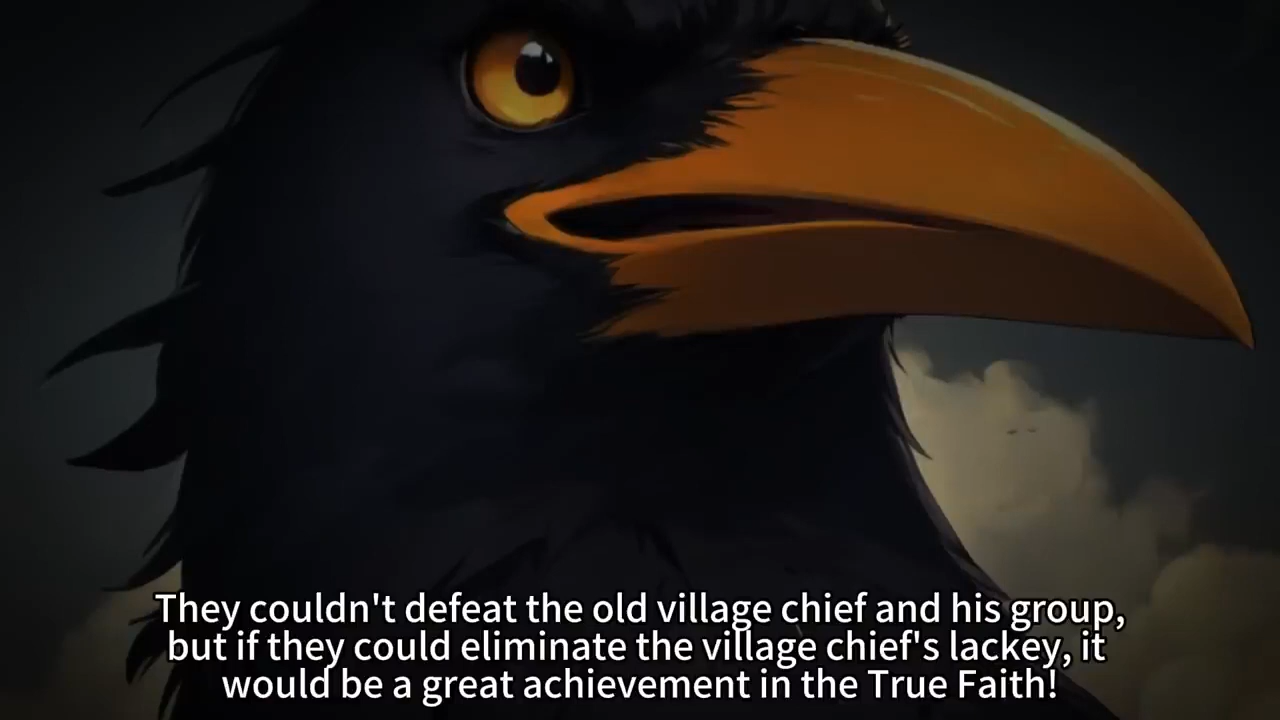 They couldn't defeat the old village chief and his group,
but if they could eliminate the village chief's lackey, it
would be a great achievement in the True Faith!